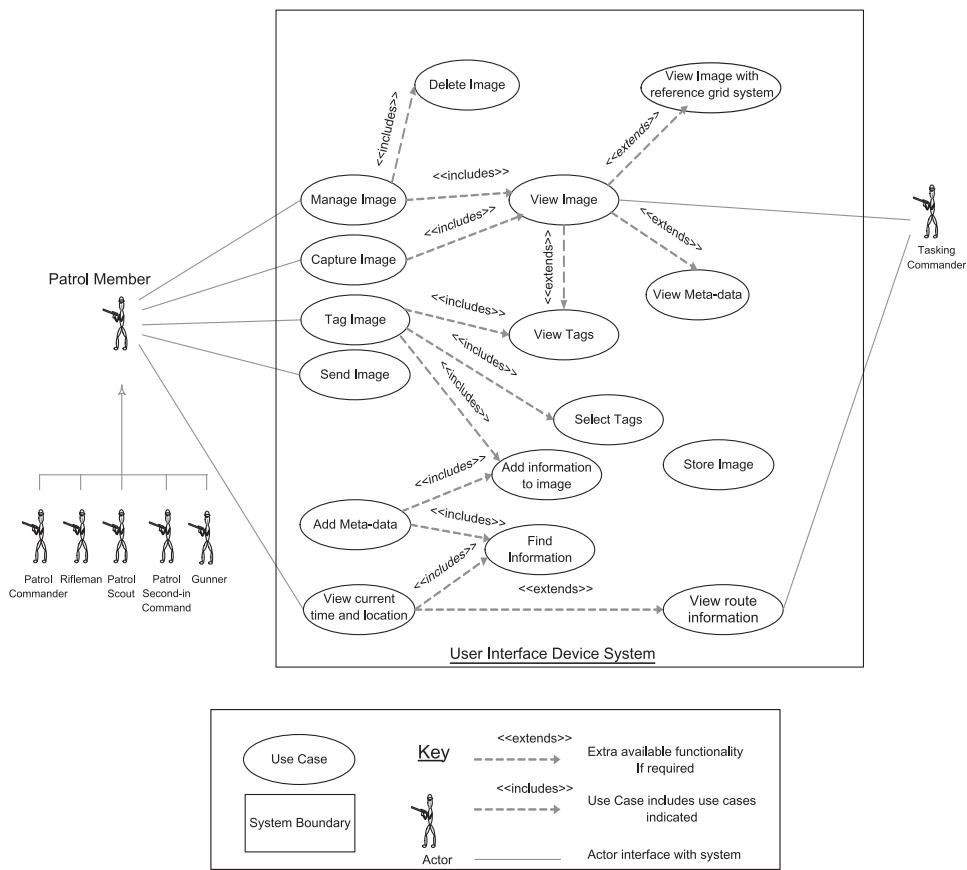 Delete Image
View Image with
reference grid system
<<includes>>
<<extends>>
<<includes>>
Manage Image
View Image
<<includes>>
<<extends>>
Capture Image
<<extends>>
Tasking
Commander
Patrol Member
View Meta-data
<<includes>>
Tag Image
View Tags
<<includes>>
Send Image
<<includes>>
Select Tags
Store Image
Add information
to image
<<includes>>
Add Meta-data
<<includes>>
Find
Information
<<includes>>
Patrol
Commander
Rifleman
Patrol
Scout
Patrol
Second-in
Command
Gunner
View current
time and location
<<extends>>
View route
information
User Interface Device System
Use Case
Key
<<extends>>
Extra available functionality
If required
System Boundary
<<includes>>
Use Case includes use cases
indicated
Actor
Actor interface with system